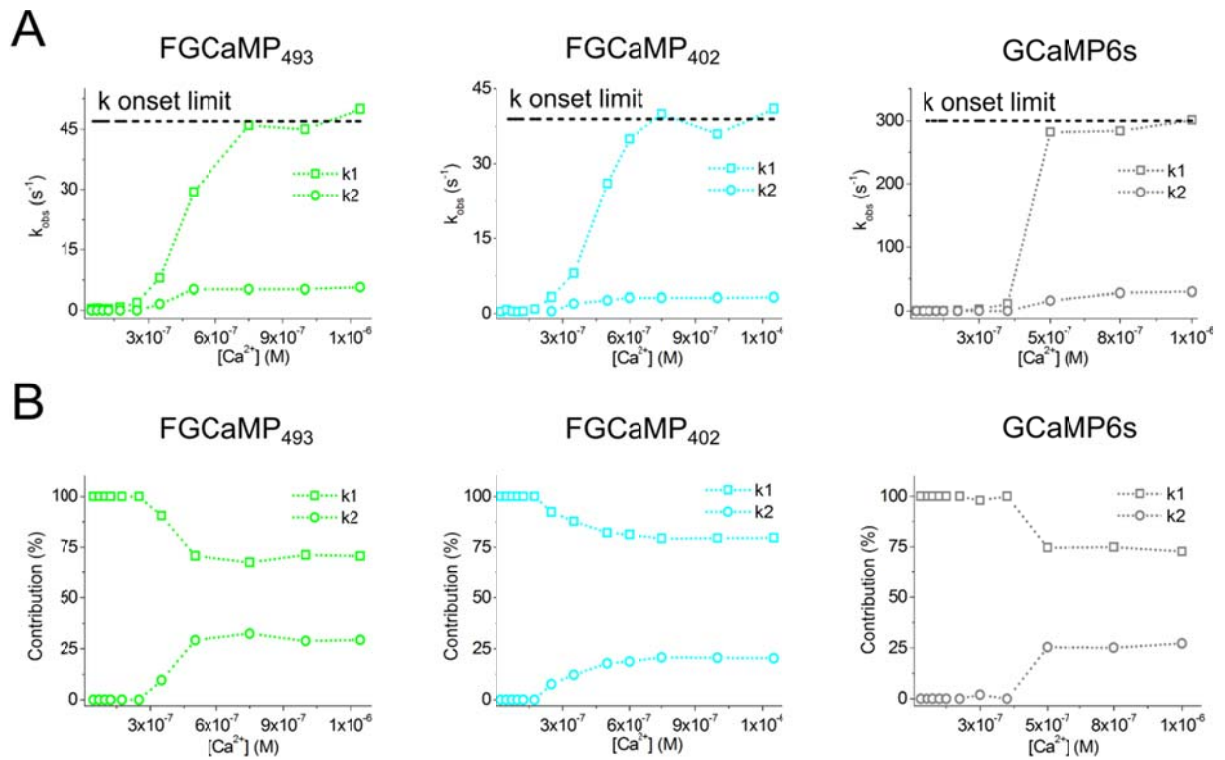 A
FGCaMP₄₉₃ FGCaMP₄₀₂ GCaMP6s
k onset limit
k1
k2
45
30
15
0
k_obs (s⁻¹)
3x10⁻⁷ 6x10⁻⁷ 9x10⁻⁷ 1x10⁻⁶
[Ca²⁺] (M)
k onset limit
k1
k2
45
30
15
0
k_obs (s⁻¹)
3x10⁻⁷ 6x10⁻⁷ 9x10⁻⁷ 1x10⁻⁶
[Ca²⁺] (M)
k onset limit
k1
k2
300
200
100
0
k_obs (s⁻¹)
3x10⁻⁷ 5x10⁻⁷ 8x10⁻⁷ 1x10⁻⁶
[Ca²⁺] (M)
B
FGCaMP₄₉₃ FGCaMP₄₀₂ GCaMP6s
k1
k2
100
75
50
25
0
Contribution (%)
3x10⁻⁷ 6x10⁻⁷ 9x10⁻⁷ 1x10⁻⁶
[Ca²⁺] (M)
k1
k2
100
75
50
25
0
Contribution (%)
3x10⁻⁷ 6x10⁻⁷ 9x10⁻⁷ 1x10⁻⁶
[Ca²⁺] (M)
k1
k2
100
75
50
25
0
Contribution (%)
3x10⁻⁷ 5x10⁻⁷ 8x10⁻⁷ 1x10⁻⁶
[Ca²⁺] (M)